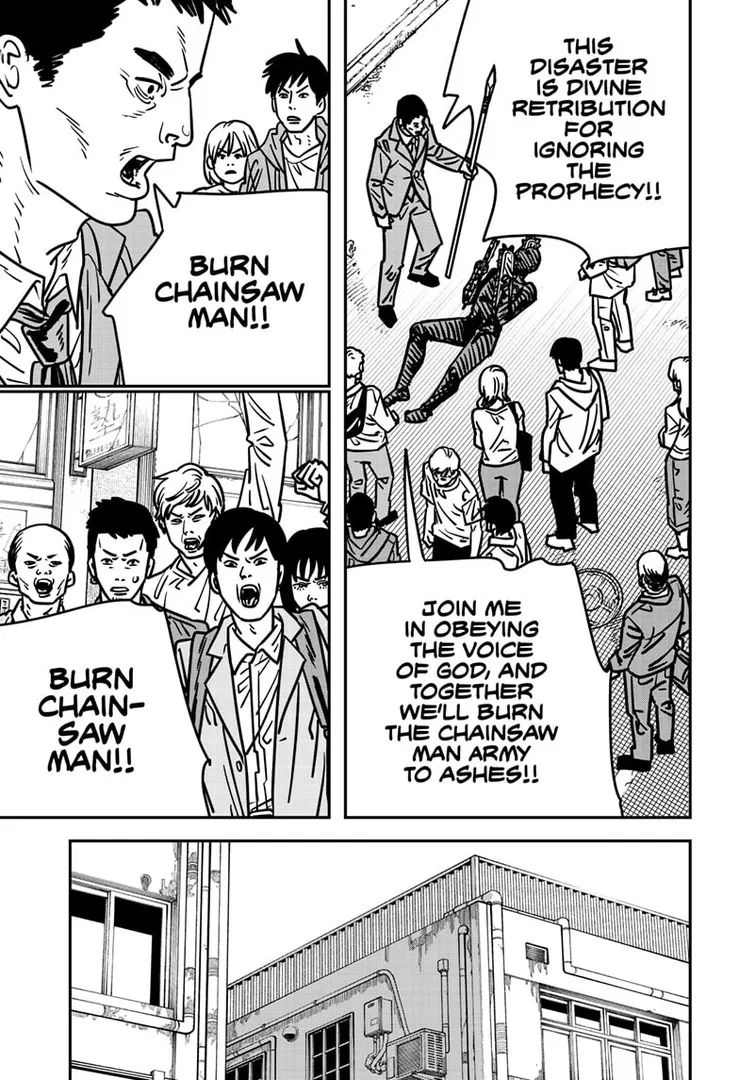 THIS
DISASTER
IS DIVINE
RETRIBUTION
FOR
IGNORING
THE
PROPHECY!!
JOIN ME
IN OBEYING
THE VOICE
OF GOD, AND
TOGETHER
WE'LL BURN
THE CHAINSAW
MAN ARMY
TO ASHES!!
BURN
CHAINSAW
MAN!!
BURN
CHAIN-
SAW
MAN!!